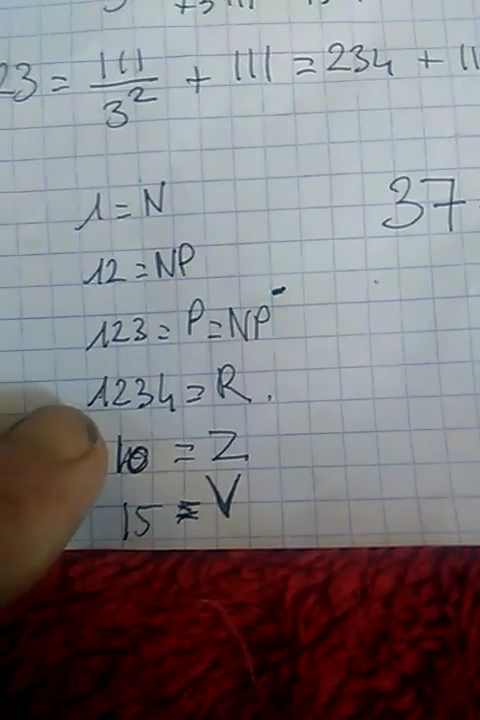 23 = 111/3² + 111 = 234 + 11
1 = N
37
12 = NP
123 = P = NP⁻
1234 = R.
10 = Z
15 = V